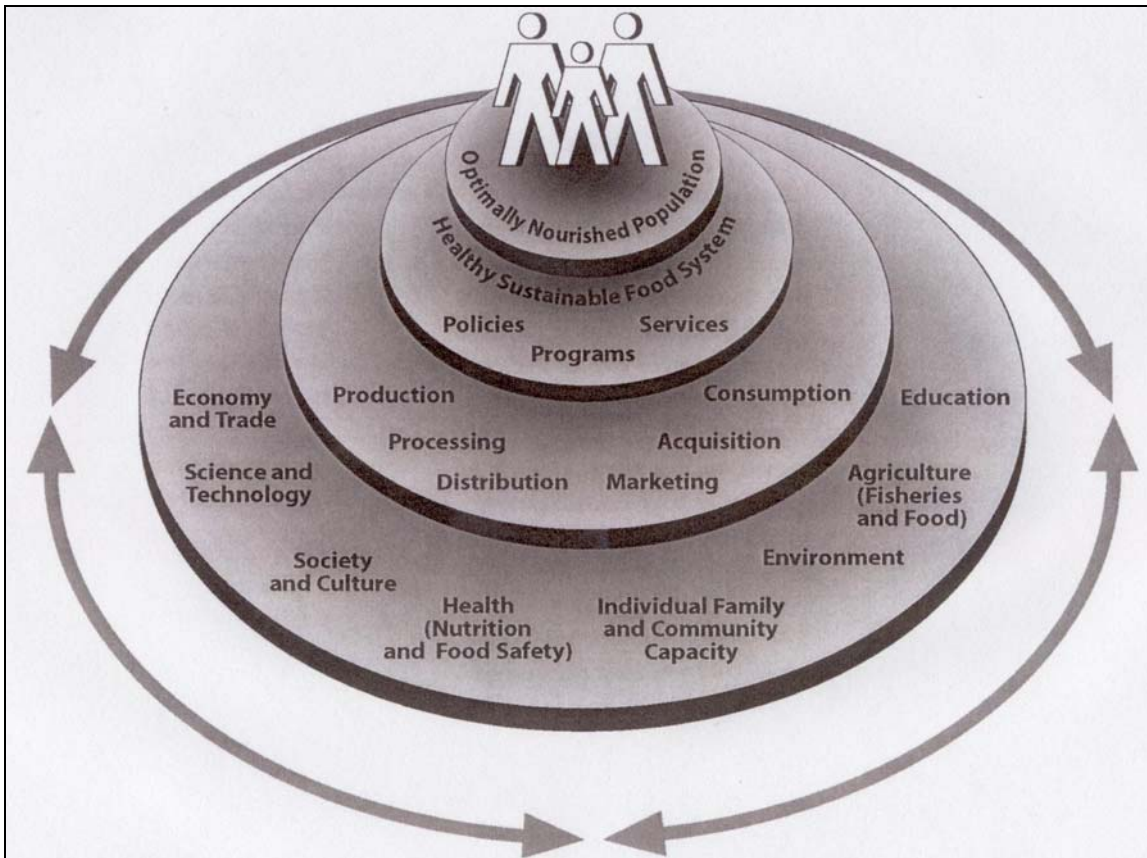 Optimally Nourished Population
Healthy Sustainable Food System
Policies
Services
Programs
Production
Consumption
Processing
Acquisition
Distribution
Marketing
Economy
and Trade
Education
Science and
Technology
Agriculture
(Fisheries
and Food)
Society
and Culture
Environment
Health
(Nutrition
and Food Safety)
Individual Family
and Community
Capacity